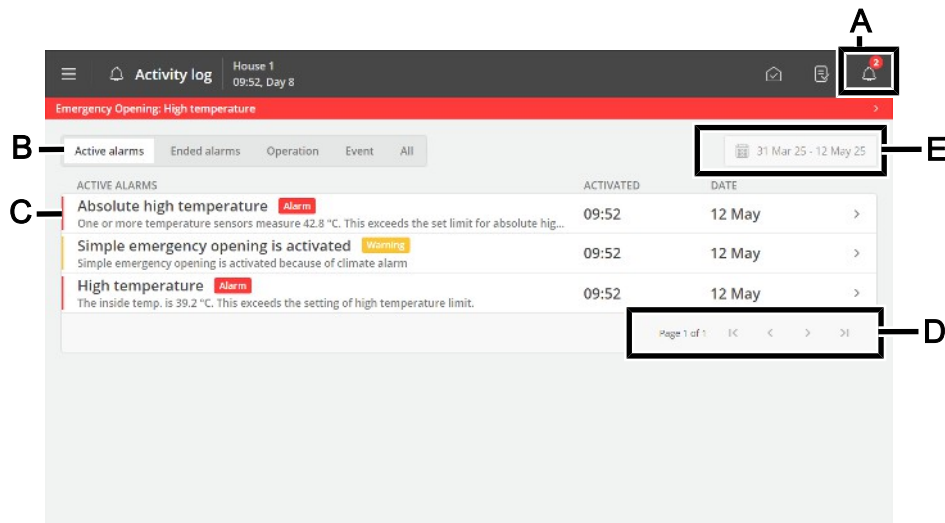 A
2
Activity log
House 1
09:52, Day 8
Emergency Opening: High temperature
B
Active alarms Ended alarms Operation Event All
31 Mar 25 - 12 May 25
E
ACTIVE ALARMS ACTIVATED DATE
C
Absolute high temperature Alarm
One or more temperature sensors measure 42.8 °C. This exceeds the set limit for absolute hig...
09:52 12 May
Simple emergency opening is activated Warning
Simple emergency opening is activated because of climate alarm
09:52 12 May
High temperature Alarm
The inside temp. is 39.2 °C. This exceeds the setting of high temperature limit.
09:52 12 May
Page 1 of 1
D